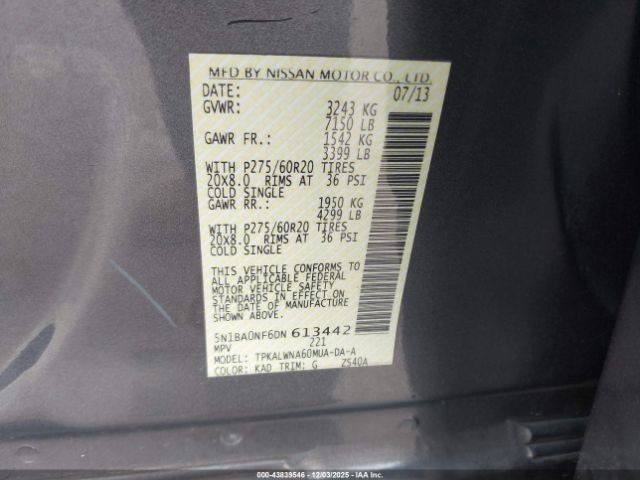 MFD BY NISSAN MOTOR CO., LTD.
DATE: 07/13
GVWR: 3243 KG
7150 LB
GAWR FR.: 1542 KG
3399 LB
WITH P275/60R20 TIRES
20X8.0 RIMS AT 36 PSI
COLD SINGLE
GAWR RR.: 1950 KG
4299 LB
WITH P275/60R20 TIRES
20X8.0 RIMS AT 36 PSI
COLD SINGLE
THIS VEHICLE CONFORMS TO
ALL APPLICABLE FEDERAL
MOTOR VEHICLE SAFETY
STANDARDS IN EFFECT ON
THE DATE OF MANUFACTURE
SHOWN ABOVE.
5N1BA0NF6DN 613442
MPV 221
MODEL: TPKALWNA60MUA-DA-A
COLOR: KAD TRIM: G ZS40A
000-43839546 • 12/03/2025 •